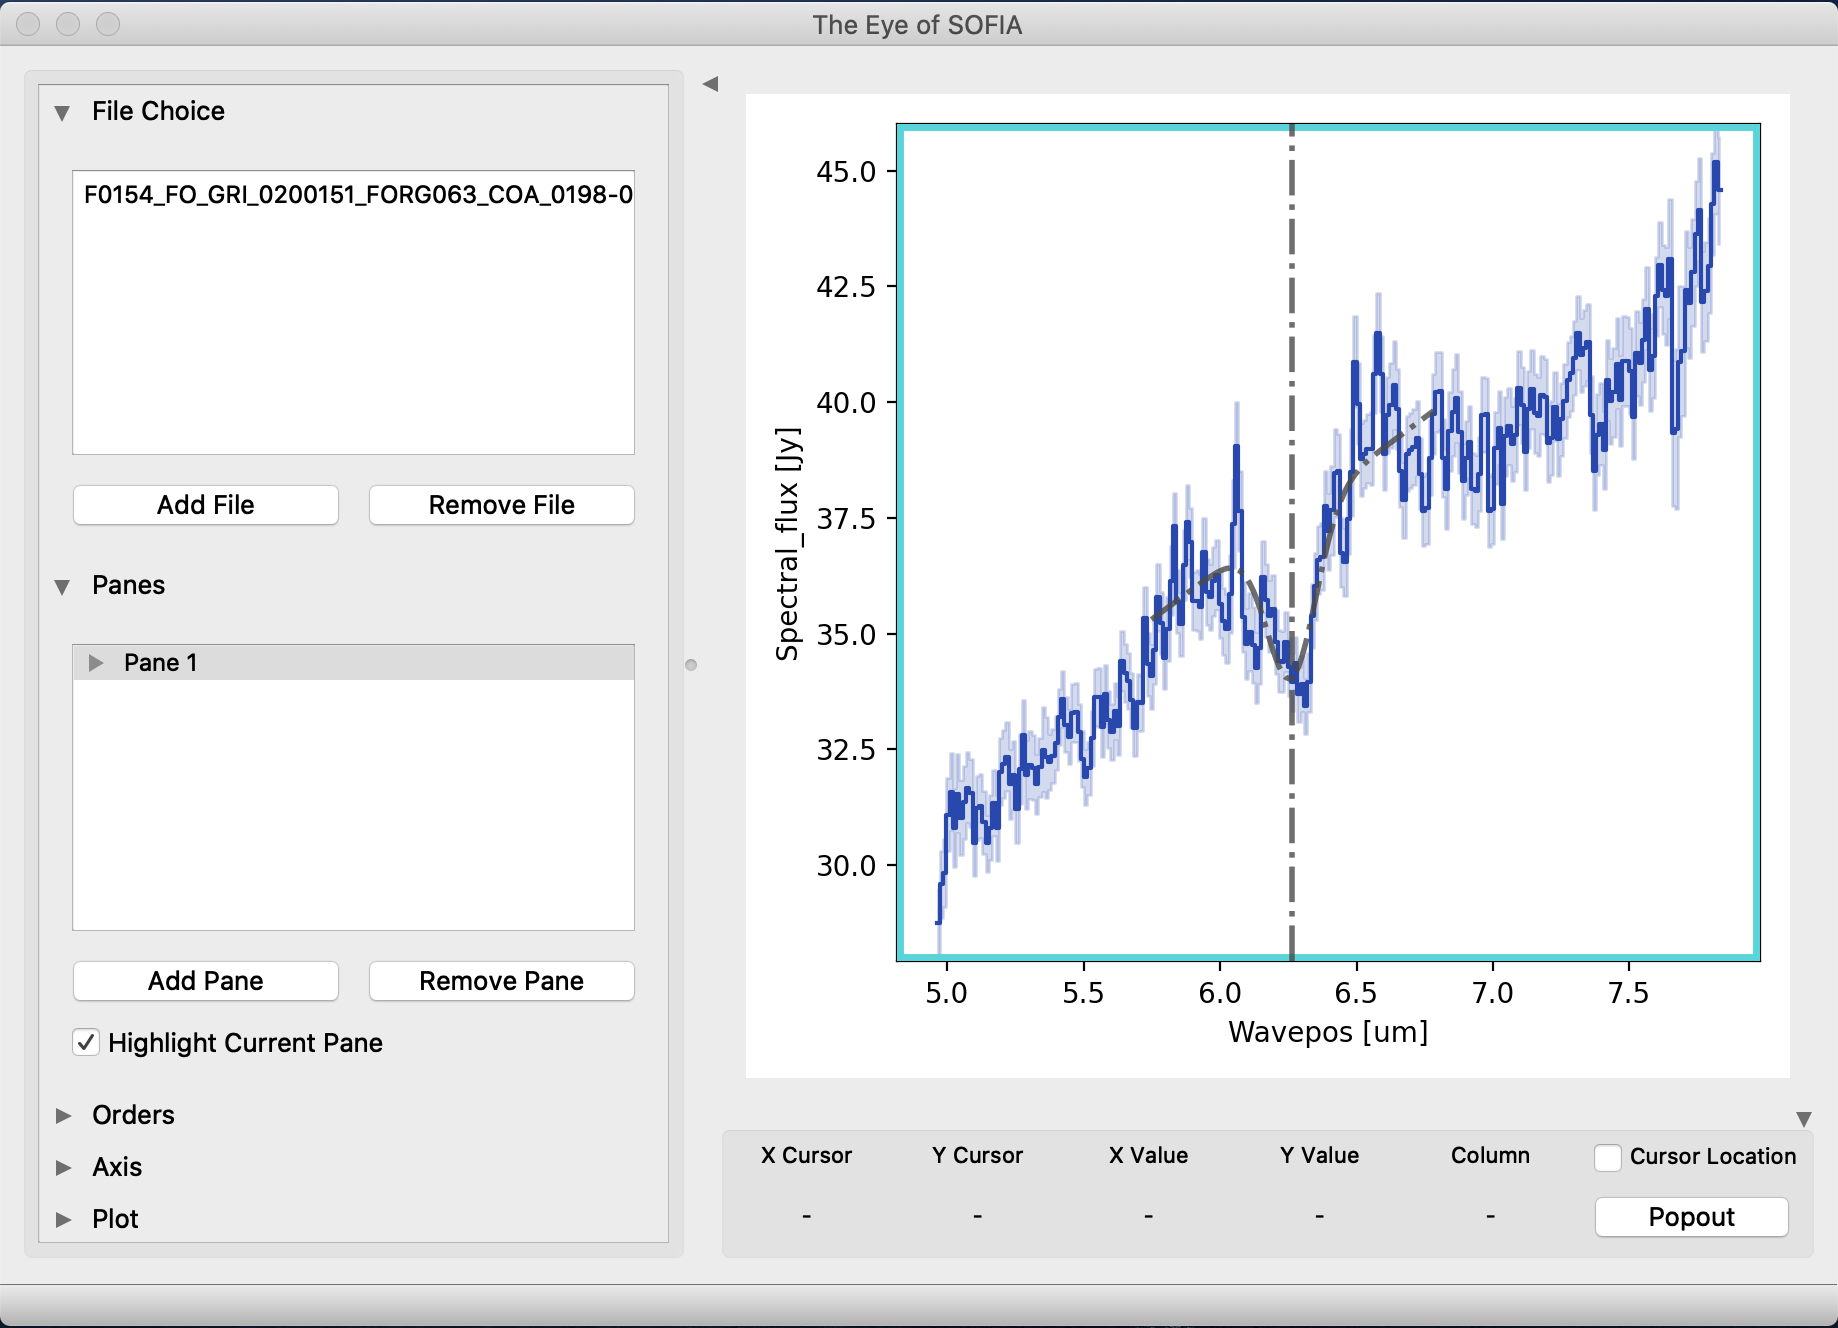 The Eye of SOFIA
File Choice
F0154_FO_GRI_0200151_FORG063_COA_0198-0
Add File
Remove File
Panes
Pane 1
Add Pane
Remove Pane
Highlight Current Pane
Orders
Axis
Plot
45.0
42.5
40.0
37.5
35.0
32.5
30.0
Spectral_flux [Jy]
5.0 5.5 6.0 6.5 7.0 7.5
Wavepos [um]
X Cursor Y Cursor X Value Y Value Column Cursor Location
- - - - - Popout